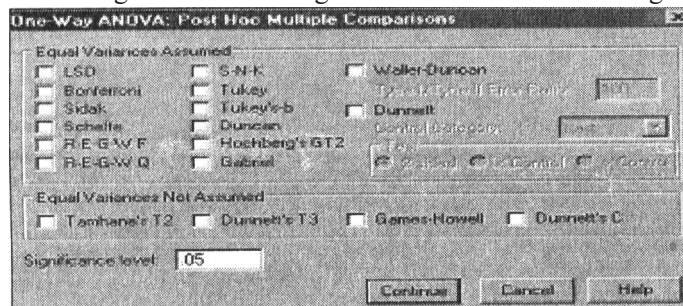 One-Way ANOVA: Post Hoc Multiple Comparisons
Equal Variances Assumed
LSD S-N-K Waller-Duncan
Bonferroni Tukey Type I/Type II Error Ratio: 100
Sidak Tukey's-b Dunnett
Scheffe Duncan Control Category: Last
R-E-G-W F Hochberg's GT2 Test
R-E-G-W Q Gabriel 2-sided < Control > Control
Equal Variances Not Assumed
Tamhane's T2 Dunnett's T3 Games-Howell Dunnett's C
Significance level: .05
Continue Cancel Help